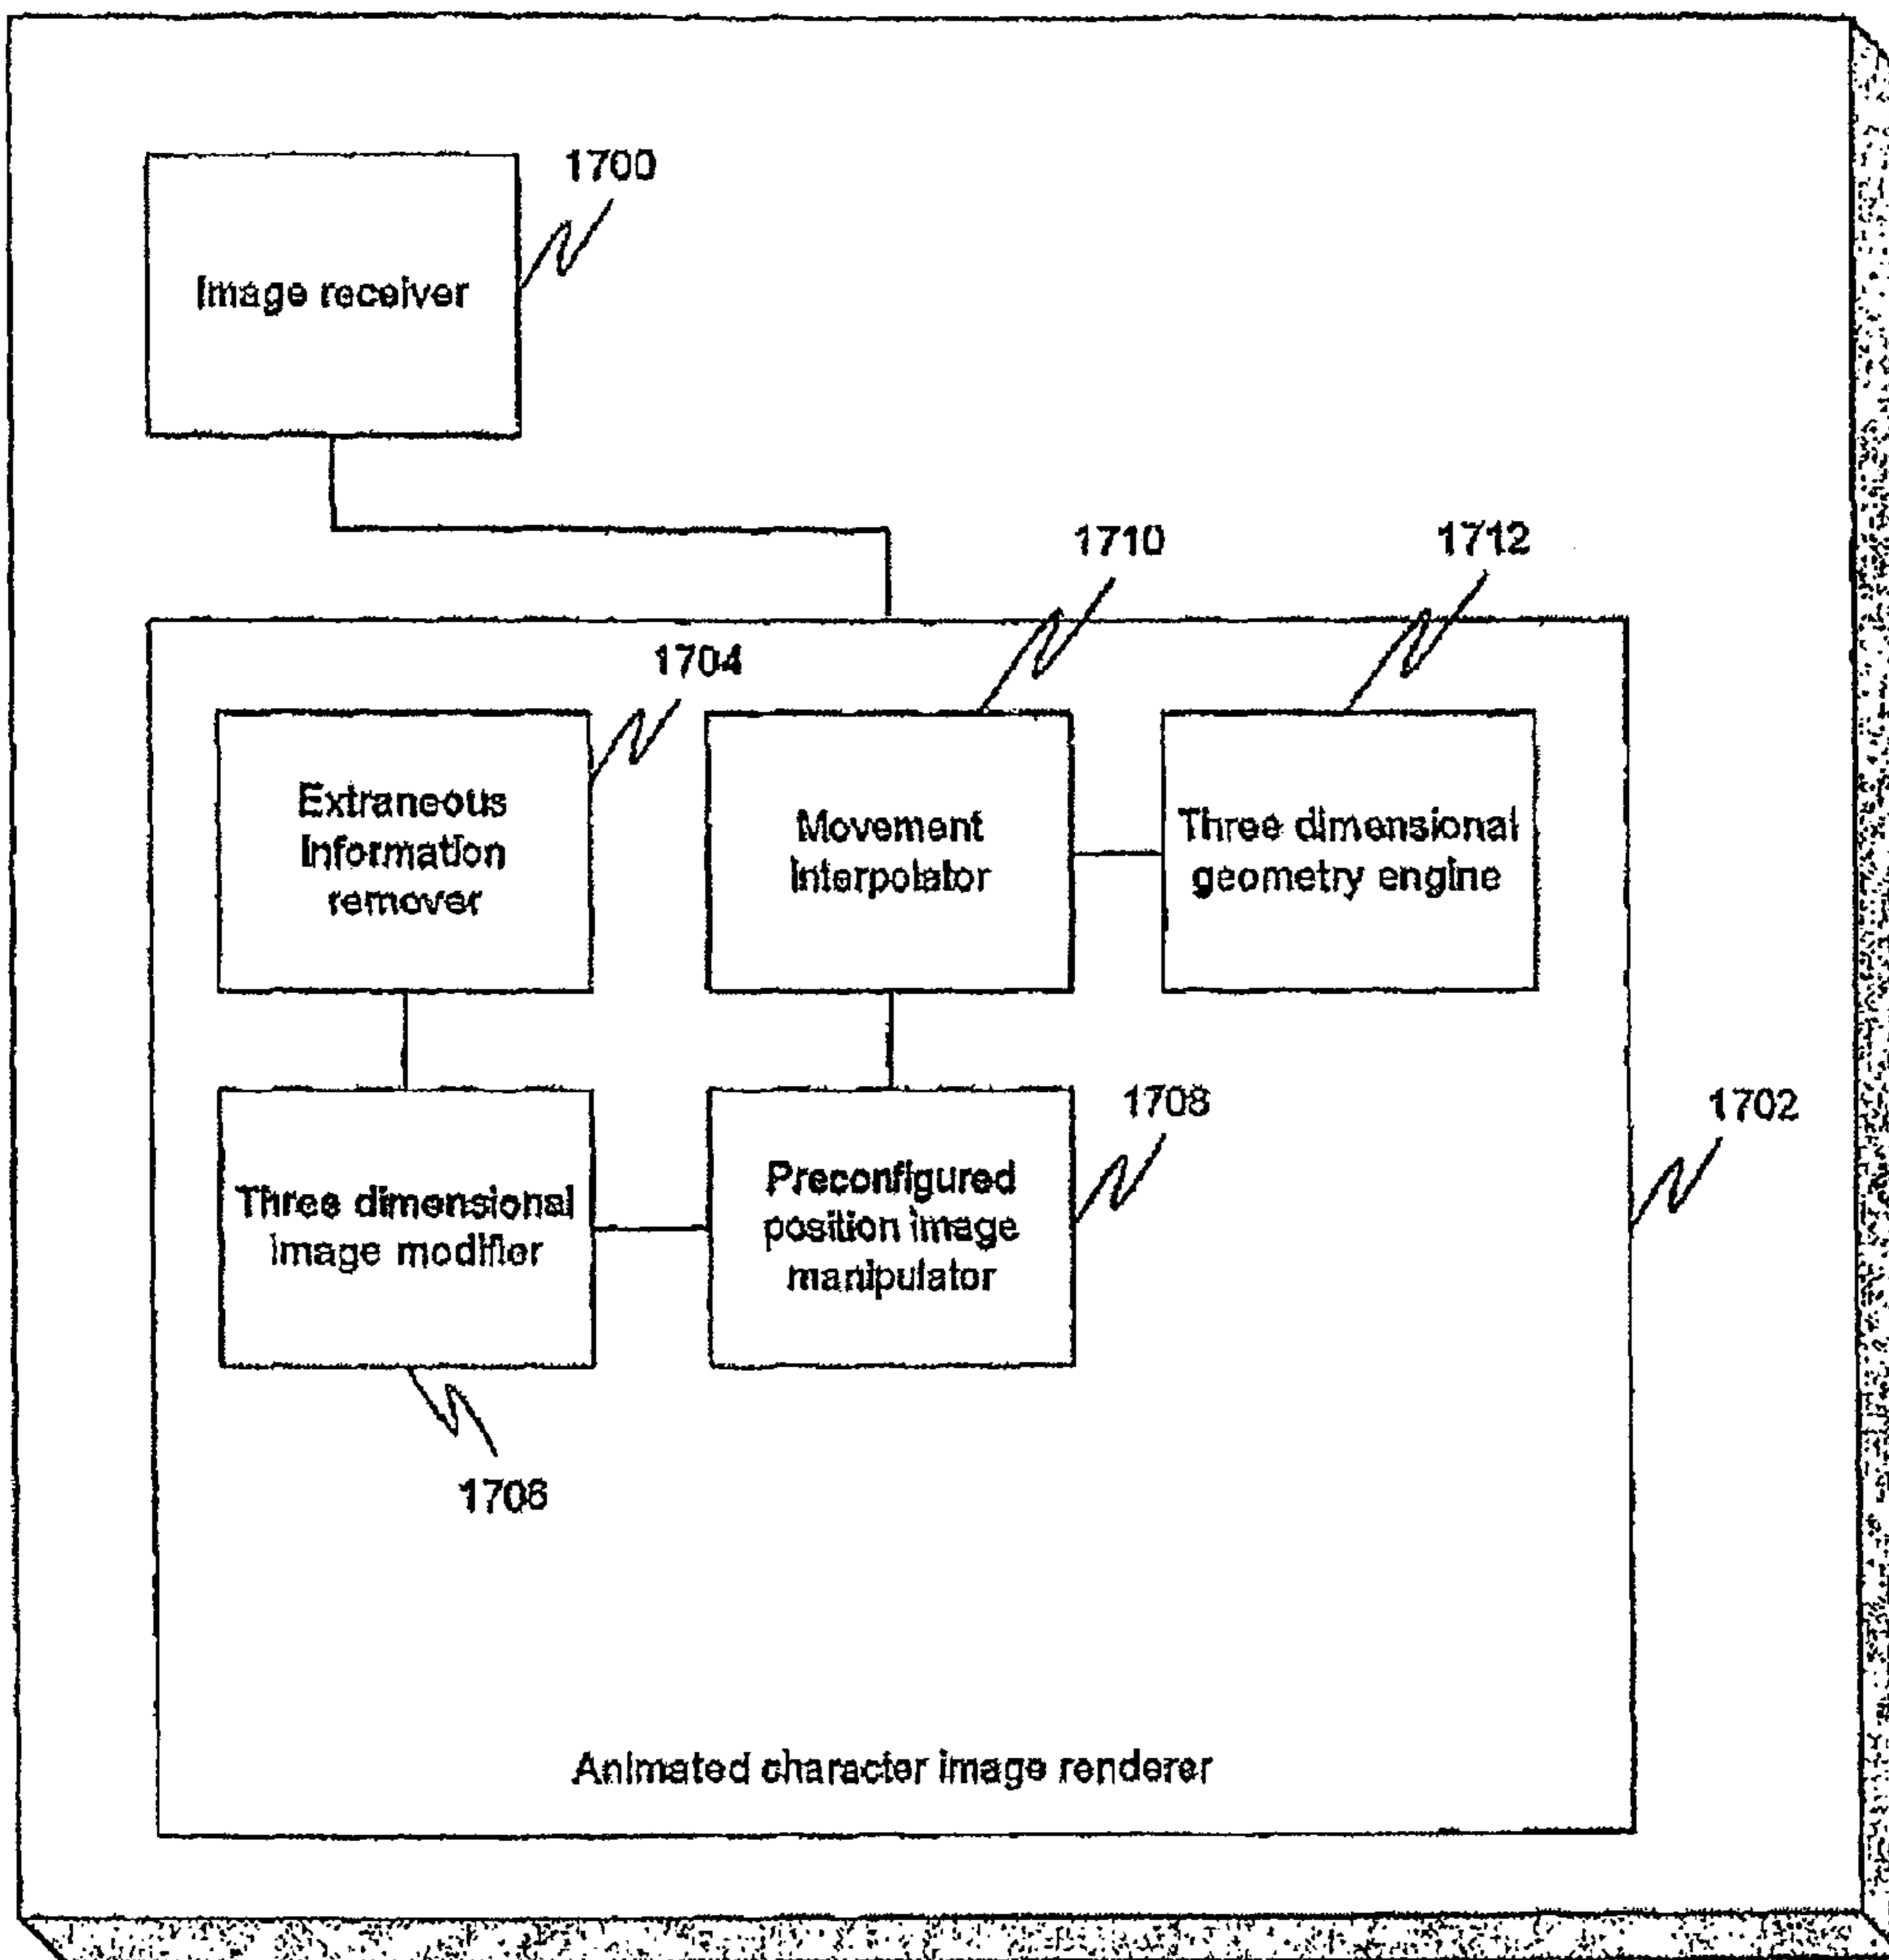 1700
Image receiver
1710
1712
1704
Extraneous
information
remover
Movement
interpolator
Three dimensional
geometry engine
1708
1702
Three dimensional
image modifier
Preconfigured
position image
manipulator
1706
Animated character image renderer